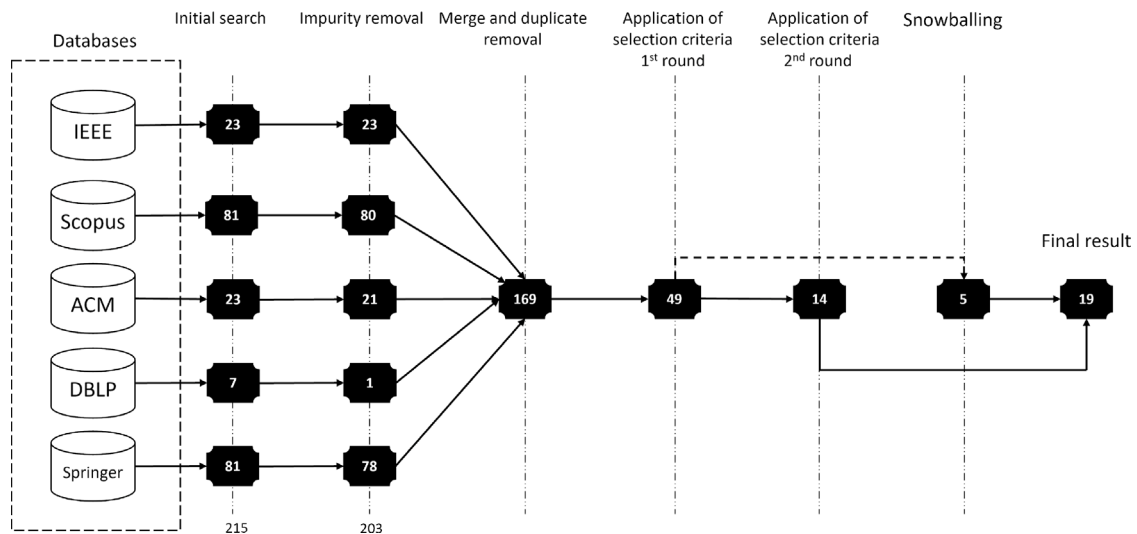 Initial search
Impurity removal
Merge and duplicate
removal
Application of
selection criteria
1st round
Application of
selection criteria
2nd round
Snowballing
Databases
IEEE
23
23
Scopus
81
80
Final result
ACM
23
21
169
49
14
5
19
DBLP
7
1
Springer
81
78
215
203